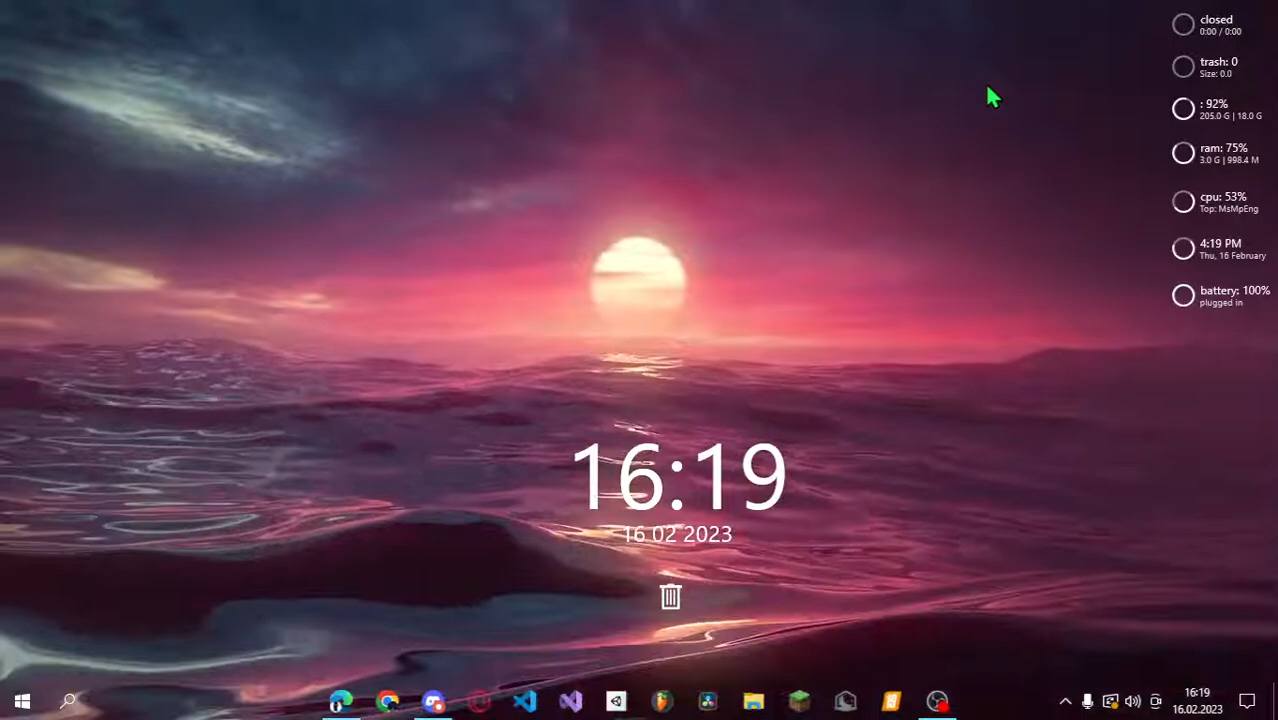 closed
0:00 / 0:00
trash: 0
Size: 0.0
: 92%
205.0 G | 18.0 G
ram: 75%
3.0 G | 998.4 M
cpu: 53%
Top: MsMpEng
4:19 PM
Thu, 16 February
battery: 100%
plugged in
16:19
16 02 2023
16:19
16.02.2023